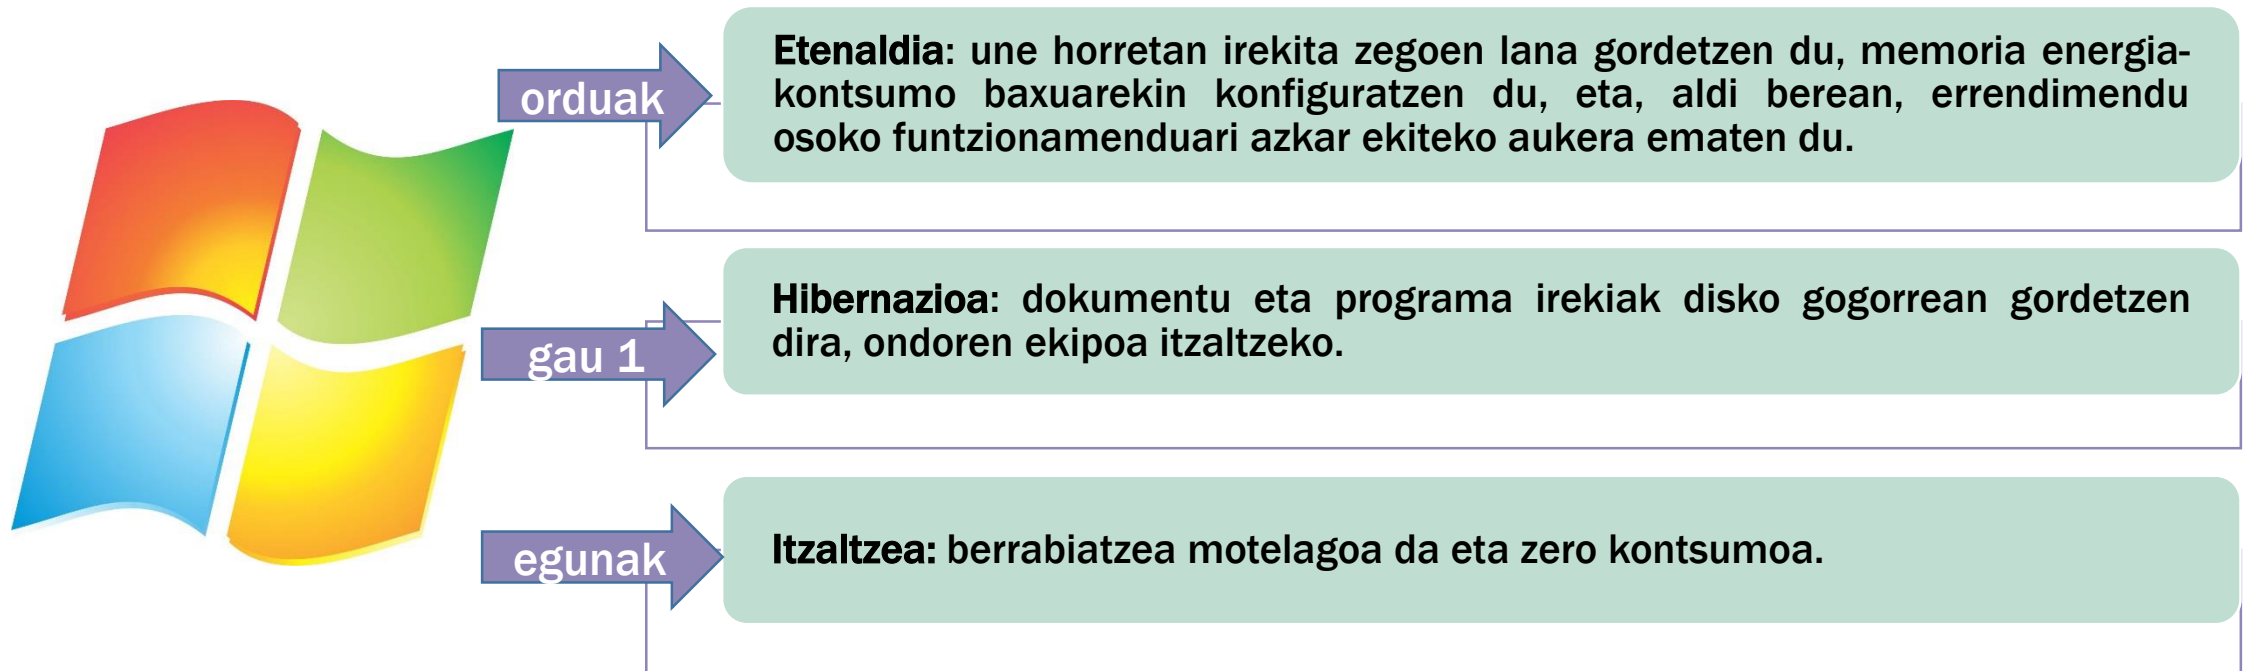 orduak
Etenaldia: une horretan irekita zegoen lana gordetzen du, memoria energia-
kontsumo baxuarekin konfiguratzen du, eta, aldi berean, errendimendu
osoko funtzionamenduari azkar ekiteko aukera ematen du.
gau 1
Hibernazioa: dokumentu eta programa irekiak disko gogorrean gordetzen
dira, ondoren ekipoa itzaltzeko.
egunak
Itzaltzea: berrabiatzea motelagoa da eta zero kontsumoa.